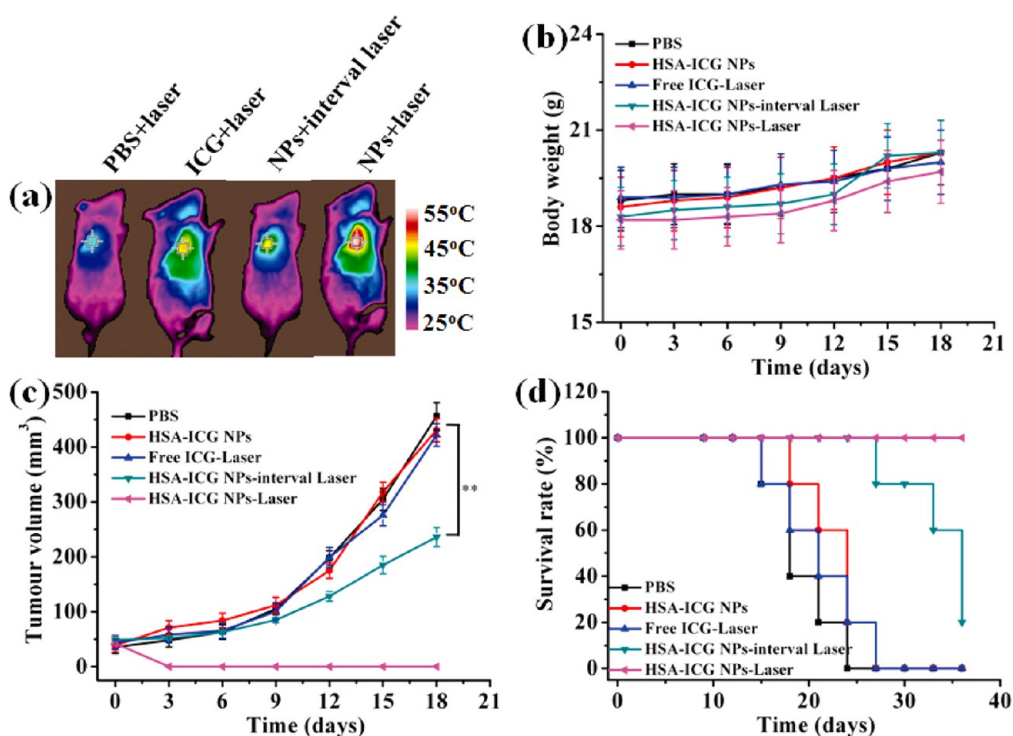 (a)
PBS+laser
ICG+laser
NPs+interval laser
NPs+laser
55°C
45°C
35°C
25°C
(b)
PBS
HSA-ICG NPs
Free ICG-Laser
HSA-ICG NPs-interval Laser
HSA-ICG NPs-Laser
Body weight (g)
24
21
18
15
0 3 6 9 12 15 18 21
Time (days)
(c)
PBS
HSA-ICG NPs
Free ICG-Laser
HSA-ICG NPs-interval Laser
HSA-ICG NPs-Laser
**
Tumour volume (mm³)
500
400
300
200
100
0
0 3 6 9 12 15 18 21
Time (days)
(d)
Survival rate (%)
120
100
80
60
40
20
0
PBS
HSA-ICG NPs
Free ICG-Laser
HSA-ICG NPs-interval Laser
HSA-ICG NPs-Laser
0 10 20 30 40
Time (days)